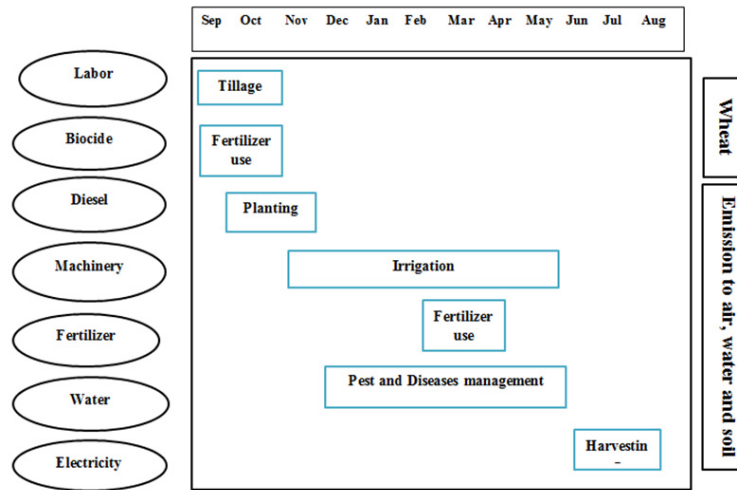 Sep Oct Nov Dec Jan Feb Mar Apr May Jun Jul Aug
Labor
Biocide
Diesel
Machinery
Fertilizer
Water
Electricity
Tillage
Fertilizer
use
Planting
Irrigation
Fertilizer
use
Pest and Diseases management
Harvestin
Wheat
Emission to air, water and soil